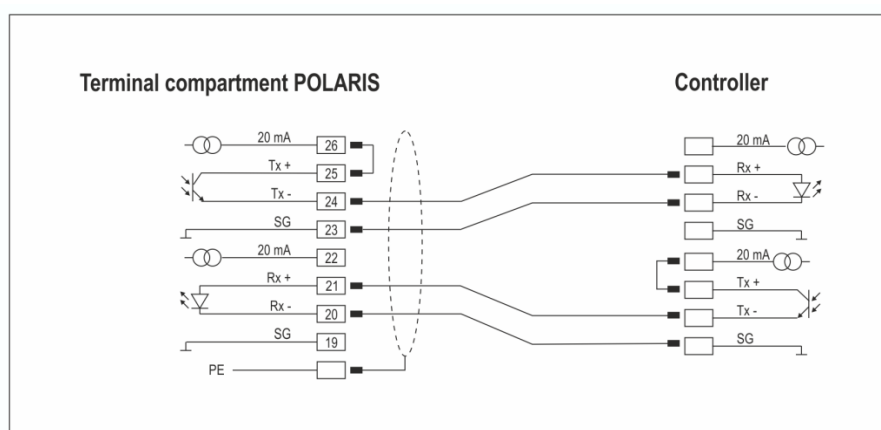 Terminal compartment POLARIS
Controller
20 mA 26
Tx + 25
Tx - 24
SG 23
20 mA 22
Rx + 21
Rx - 20
SG 19
PE
20 mA
Rx +
Rx -
SG
20 mA
Tx +
Tx -
SG